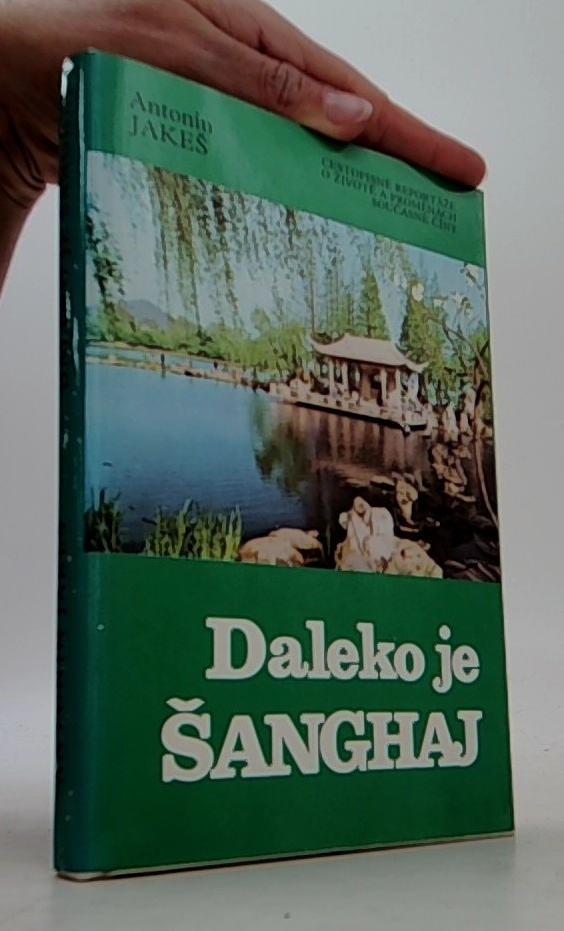 Antonín
JAKEŠ
CESTOPISNÉ REPORTÁŽE
O ŽIVOTĚ A PROMĚNÁCH
SOUČASNÉ ČÍNY
Daleko je
ŠANGHAJ